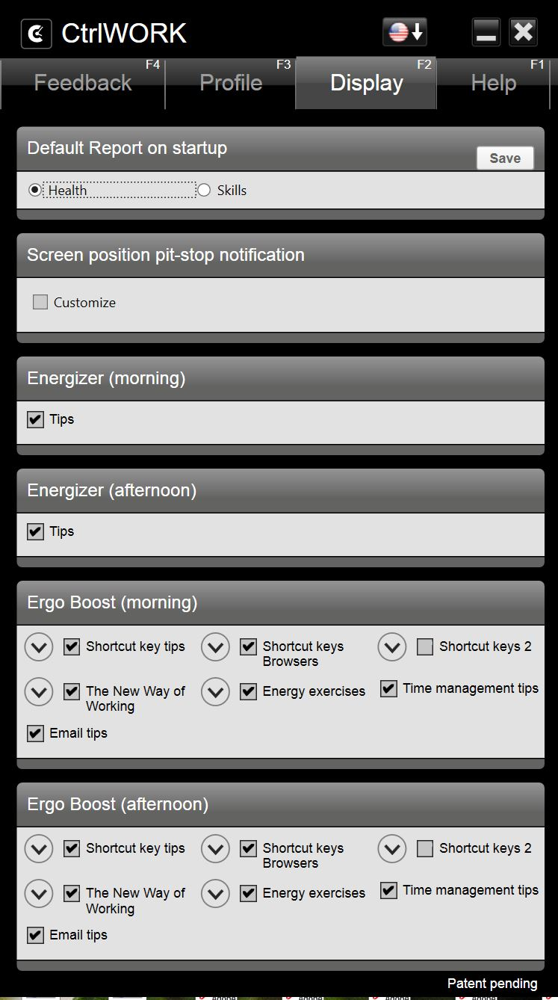 CtrlWORK
F4 F3 F2 F1
Feedback Profile Display Help
Default Report on startup
Save
Health Skills
Screen position pit-stop notification
Customize
Energizer (morning)
Tips
Energizer (afternoon)
Tips
Ergo Boost (morning)
Shortcut key tips
Shortcut keys
Browsers
Shortcut keys 2
The New Way of
Working
Energy exercises
Time management tips
Email tips
Ergo Boost (afternoon)
Shortcut key tips
Shortcut keys
Browsers
Shortcut keys 2
The New Way of
Working
Energy exercises
Time management tips
Email tips
Patent pending